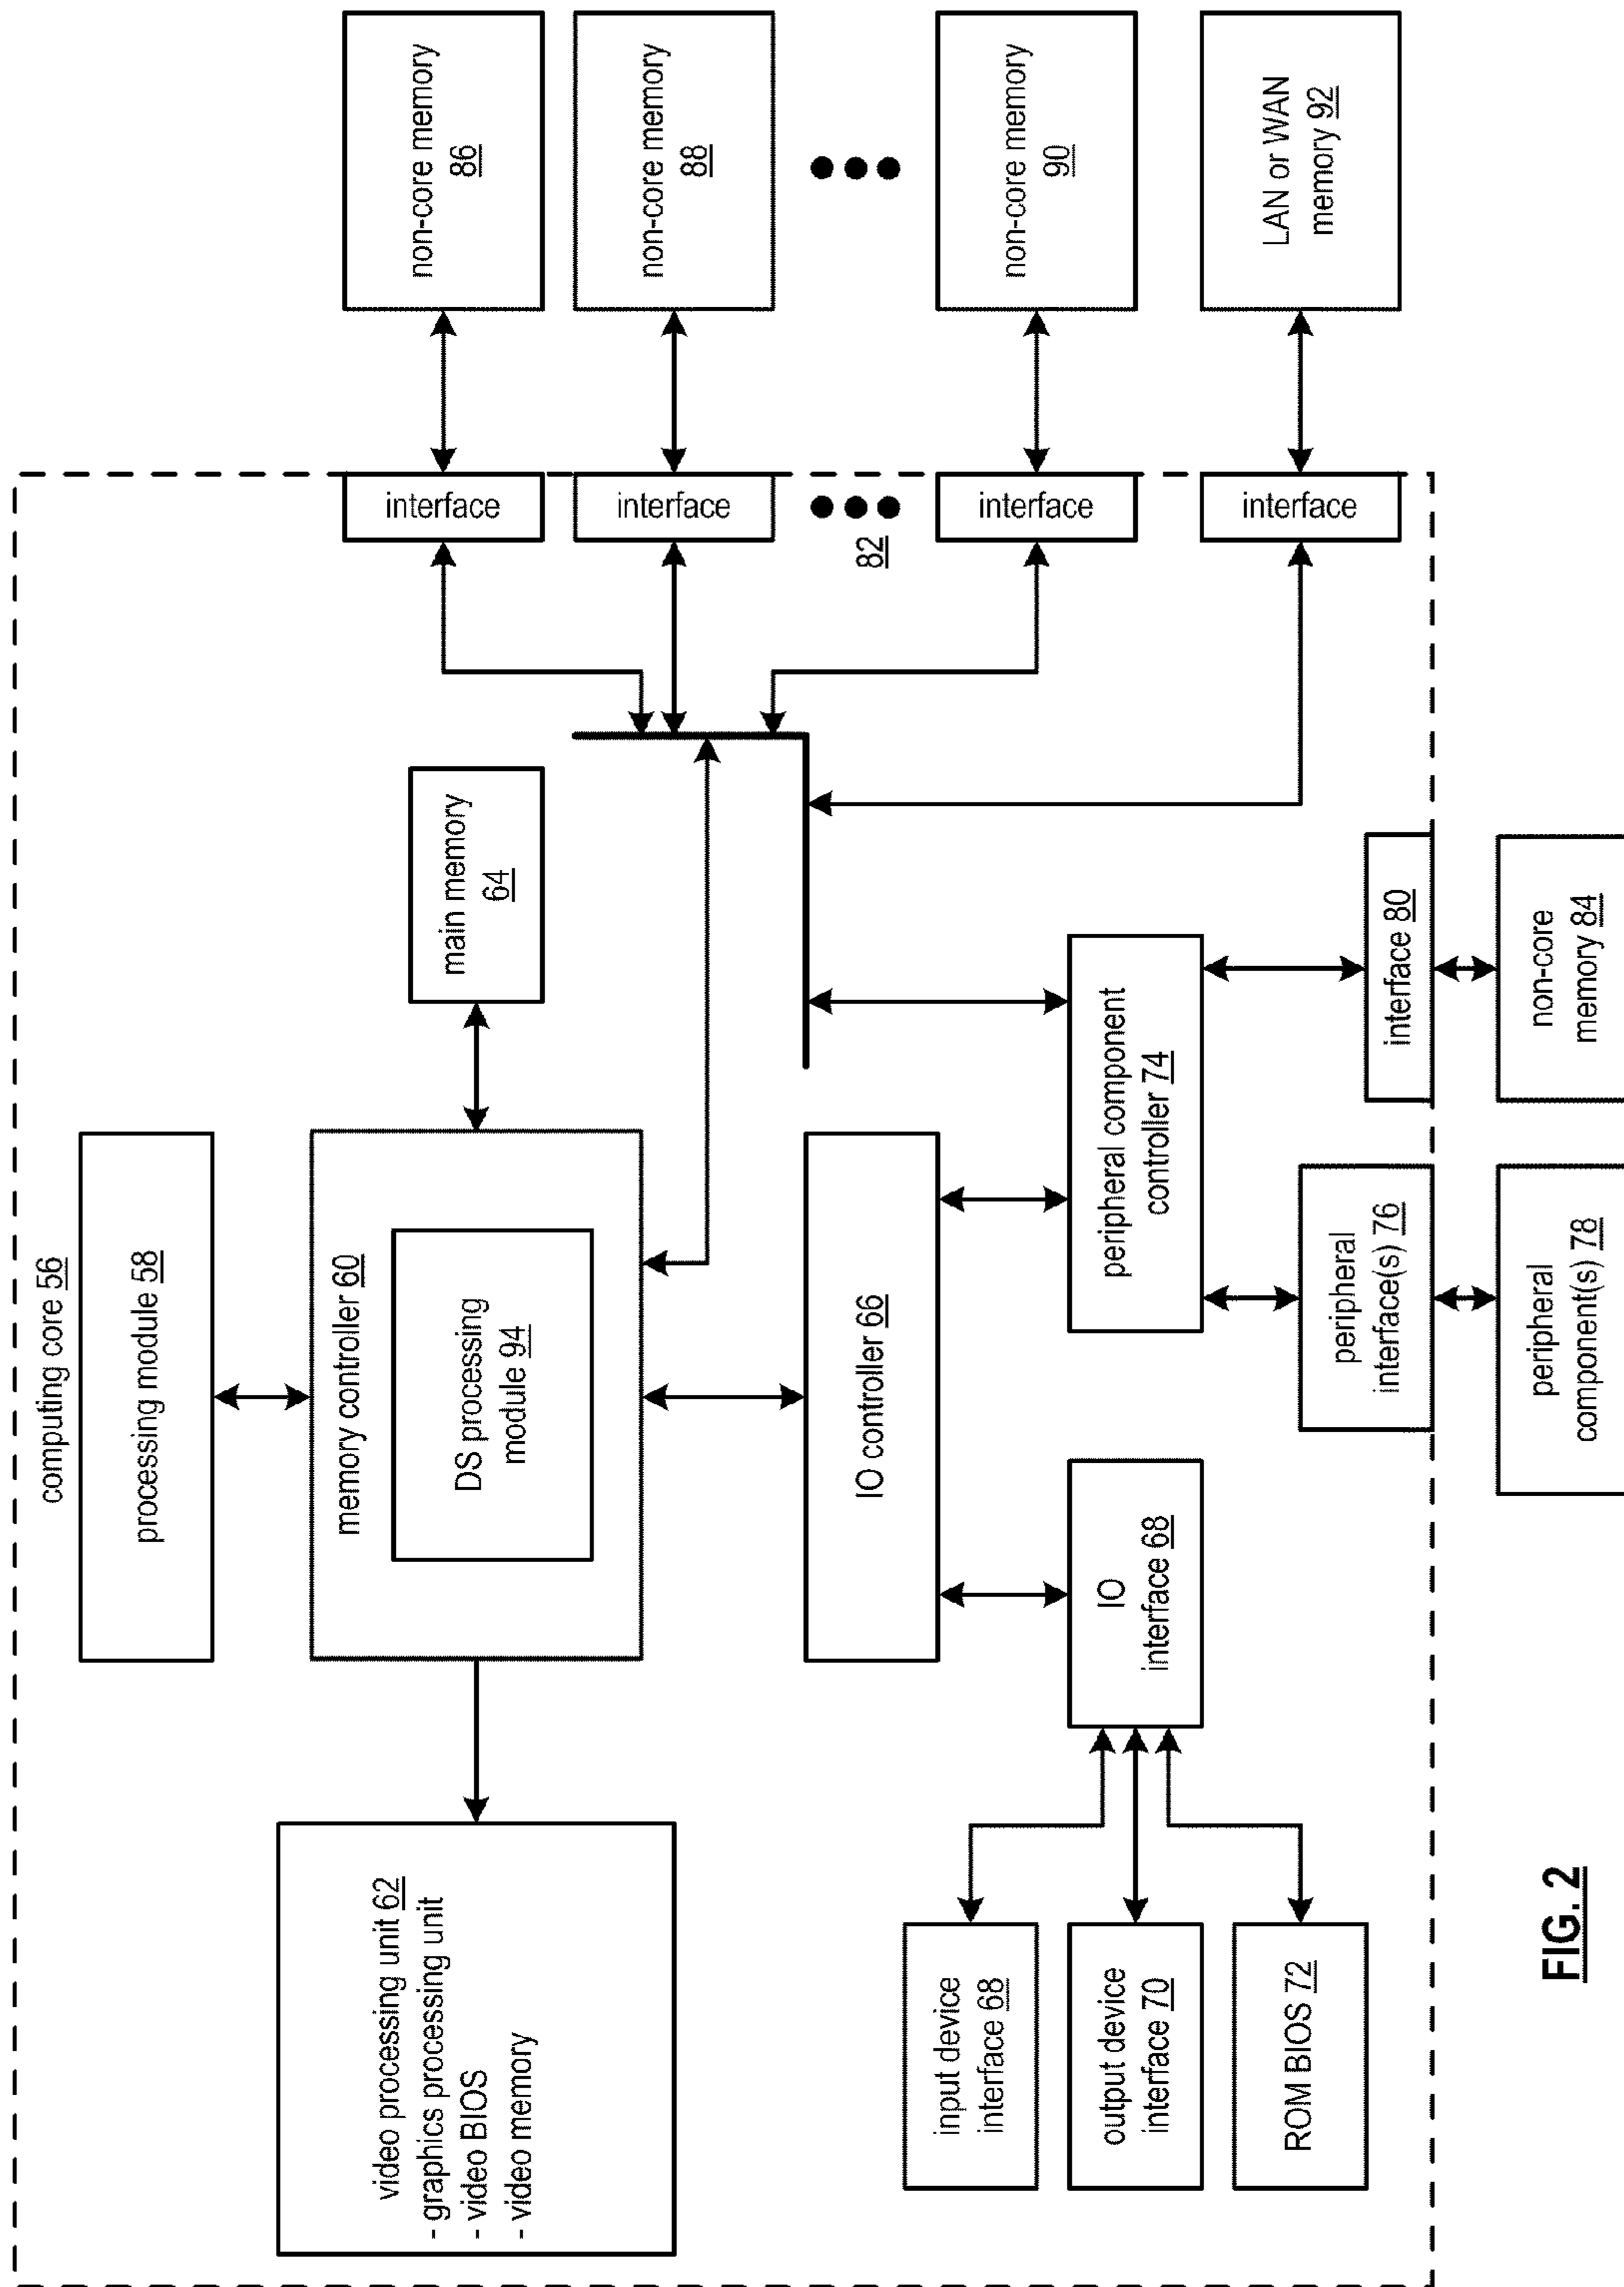 computing core 56
processing module 58
memory controller 60
DS processing
module 94
main memory
64
video processing unit 62
- graphics processing unit
- video BIOS
- video memory
IO controller 66
IO
interface 68
input device
interface 68
output device
interface 70
ROM BIOS 72
peripheral component
controller 74
peripheral
interface(s) 76
interface 80
peripheral
component(s) 78
non-core
memory 84
interface
interface
82
interface
interface
non-core memory
86
non-core memory
88
non-core memory
90
LAN or WAN
memory 92
FIG. 2